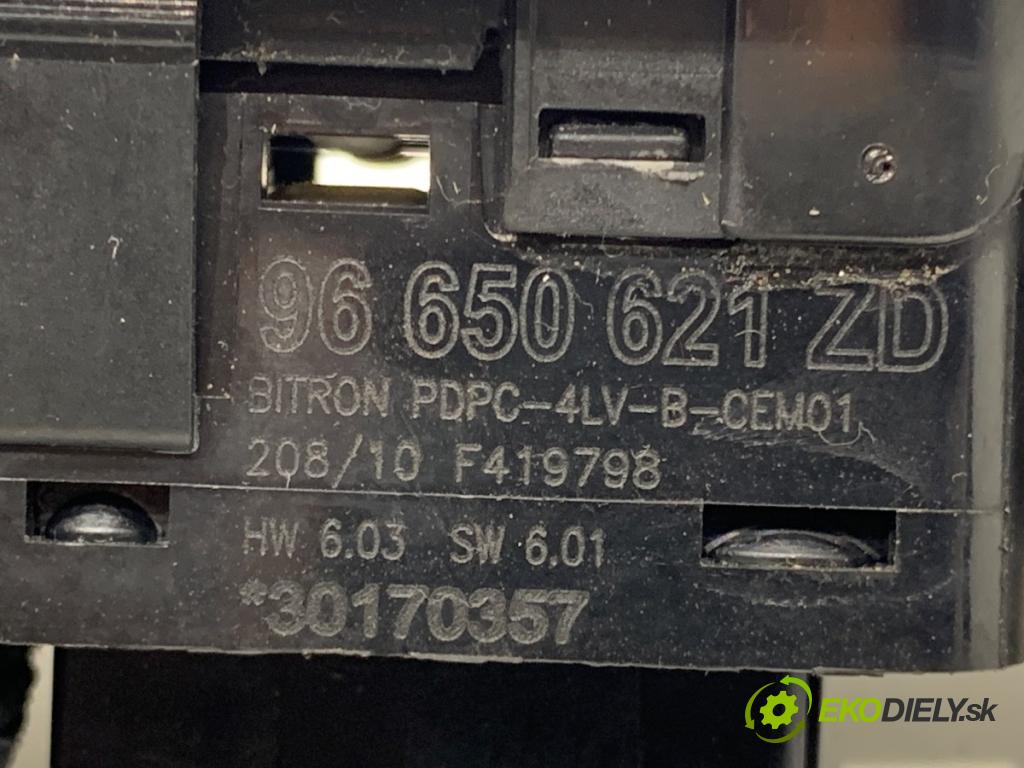 96 650 621 ZD
BITRON PDPC-4LV-B-CEM01
208/10 F419798
HW 6.03 SW 6.01
*30170357
EKODIELY.sk